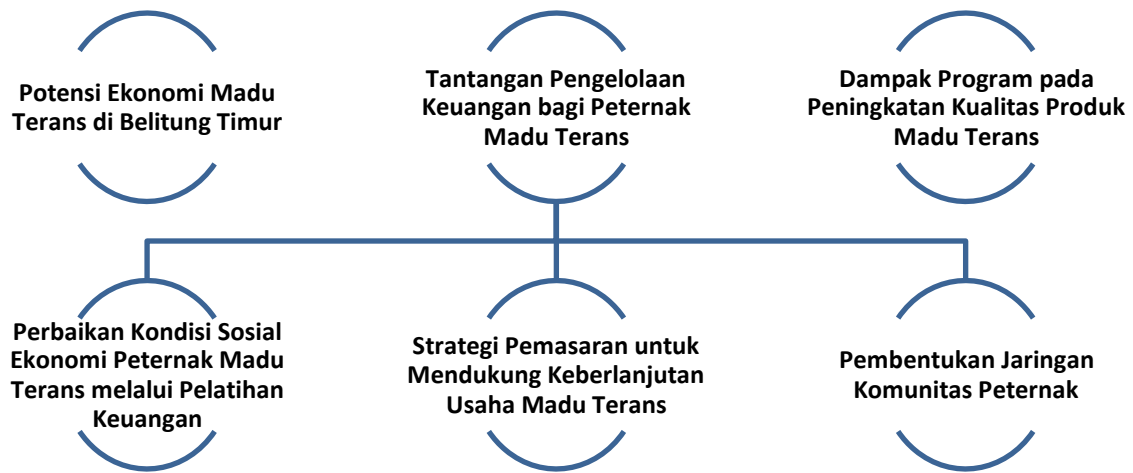 Potensi Ekonomi Madu
Terans di Belitung Timur
Tantangan Pengelolaan
Keuangan bagi Peternak
Madu Terans
Dampak Program pada
Peningkatan Kualitas Produk
Madu Terans
Perbaikan Kondisi Sosial
Ekonomi Peternak Madu
Terans melalui Pelatihan
Keuangan
Strategi Pemasaran untuk
Mendukung Keberlanjutan
Usaha Madu Terans
Pembentukan Jaringan
Komunitas Peternak